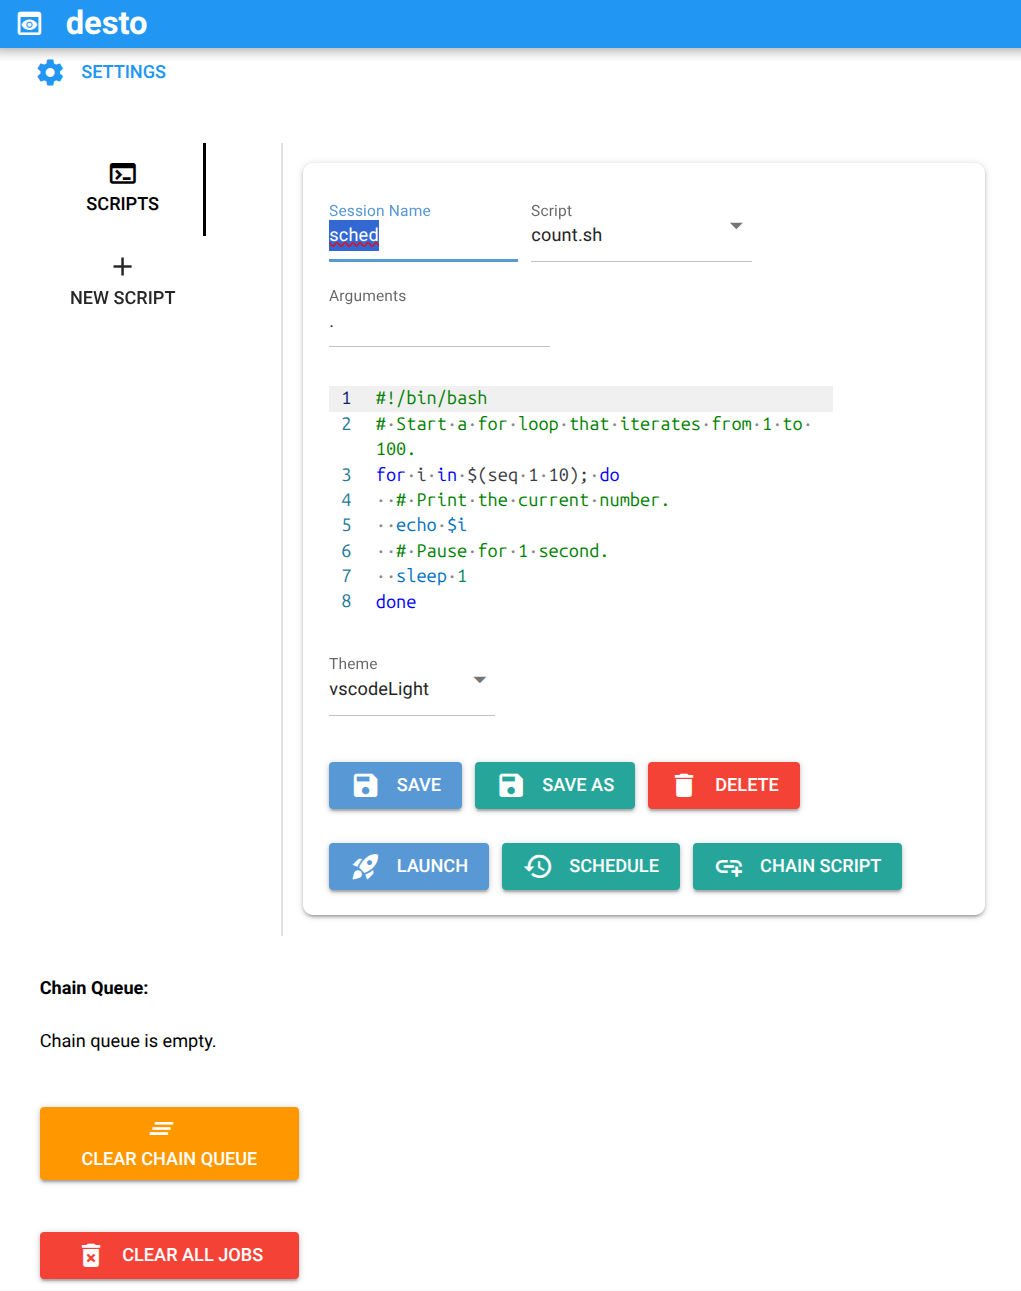 desto
SETTINGS
SCRIPTS
NEW SCRIPT
Session Name
sched
Script
count.sh
Arguments
.
1 #!/bin/bash
2 #·Start·a·for·loop·that·iterates·from·1·to·
100.
3 for·i·in·$(seq·1·10);·do
4 ··#·Print·the·current·number.
5 ··echo·$i
6 ··#·Pause·for·1·second.
7 ··sleep·1
8 done
Theme
vscodeLight
SAVE
SAVE AS
DELETE
LAUNCH
SCHEDULE
CHAIN SCRIPT
Chain Queue:
Chain queue is empty.
CLEAR CHAIN QUEUE
CLEAR ALL JOBS